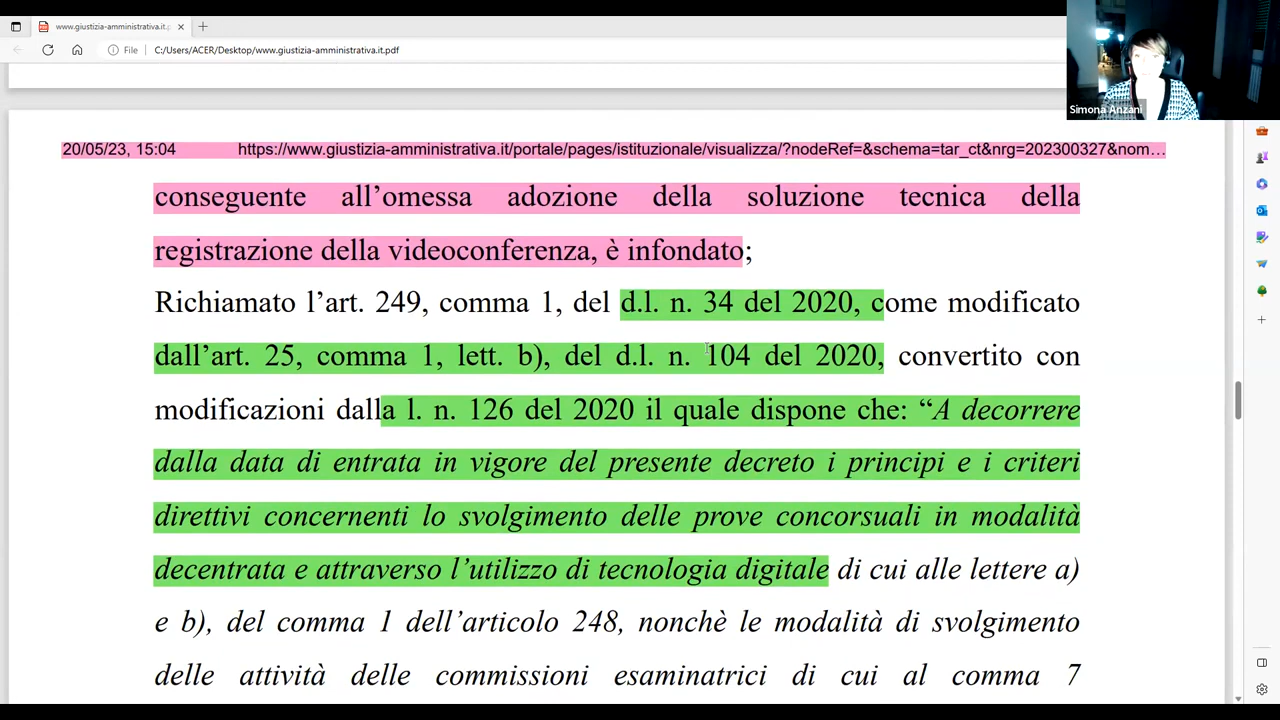 www.giustizia-amministrativa.it.p
File
C:/Users/ACER/Desktop/www.giustizia-amministrativa.it.pdf
Simona Anzani
20/05/23, 15:04 https://www.giustizia-amministrativa.it/portale/pages/istituzionale/visualizza/?nodeRef=&schema=tar_ct&nrg=202300327&nom…
conseguente all’omessa adozione della soluzione tecnica della
registrazione della videoconferenza, è infondato;
Richiamato l’art. 249, comma 1, del d.l. n. 34 del 2020, come modificato
dall’art. 25, comma 1, lett. b), del d.l. n. 104 del 2020, convertito con
modificazioni dalla l. n. 126 del 2020 il quale dispone che: “A decorrere
dalla data di entrata in vigore del presente decreto i principi e i criteri
direttivi concernenti lo svolgimento delle prove concorsuali in modalità
decentrata e attraverso l’utilizzo di tecnologia digitale di cui alle lettere a)
e b), del comma 1 dell’articolo 248, nonchè le modalità di svolgimento
delle attività delle commissioni esaminatrici di cui al comma 7